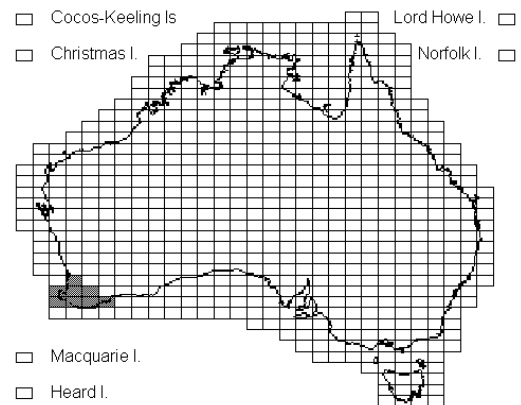 Cocos-Keeling Is
Lord Howe I.
Christmas I.
Norfolk I.
Macquarie I.
Heard I.